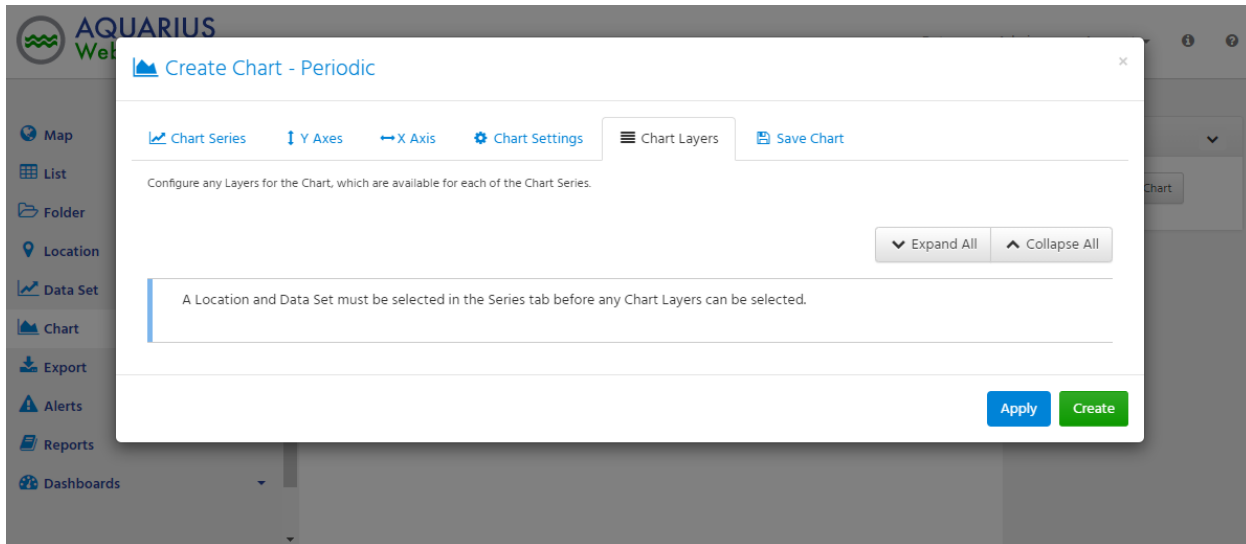 AQUARIUS
Web
Create Chart - Periodic
×
Chart Series Y Axes X Axis Chart Settings Chart Layers Save Chart
Configure any Layers for the Chart, which are available for each of the Chart Series.
Expand All Collapse All
A Location and Data Set must be selected in the Series tab before any Chart Layers can be selected.
Apply Create
Map
List
Folder
Location
Data Set
Chart
Export
Alerts
Reports
Dashboards
Chart